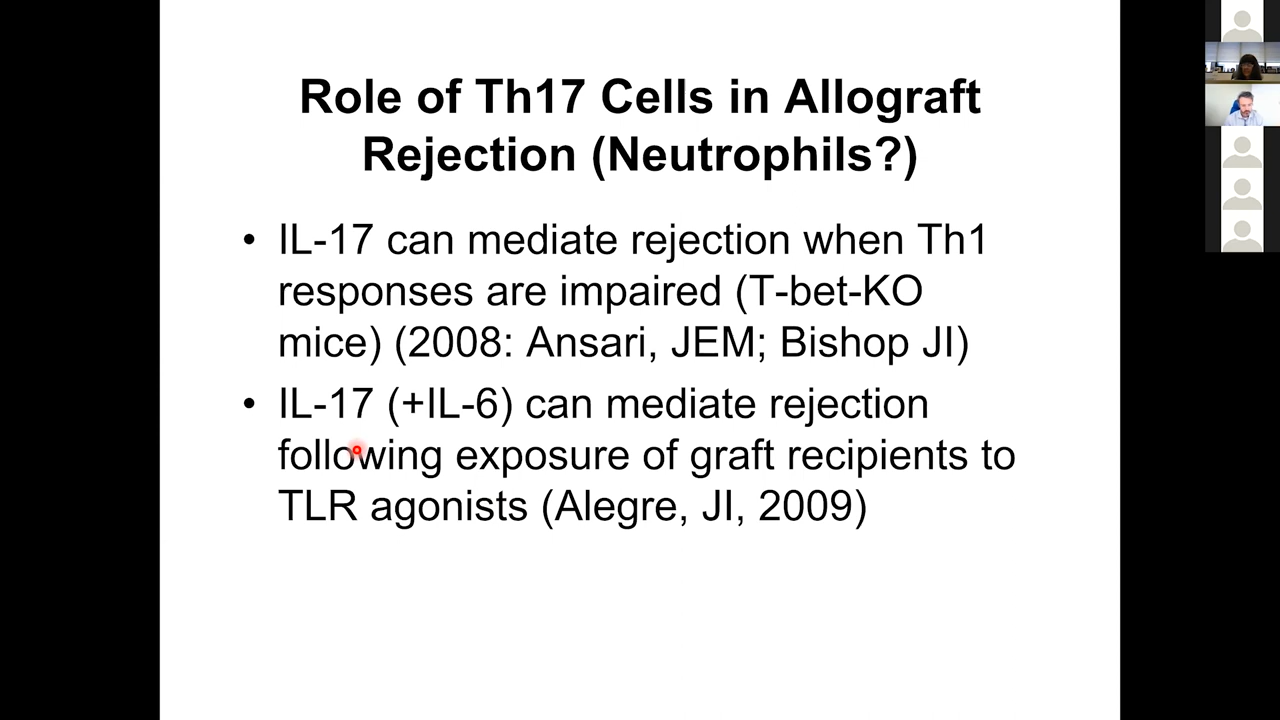 Role of Th17 Cells in Allograft
Rejection (Neutrophils?)
• IL-17 can mediate rejection when Th1
responses are impaired (T-bet-KO
mice) (2008: Ansari, JEM; Bishop JI)
• IL-17 (+IL-6) can mediate rejection
following exposure of graft recipients to
TLR agonists (Alegre, JI, 2009)